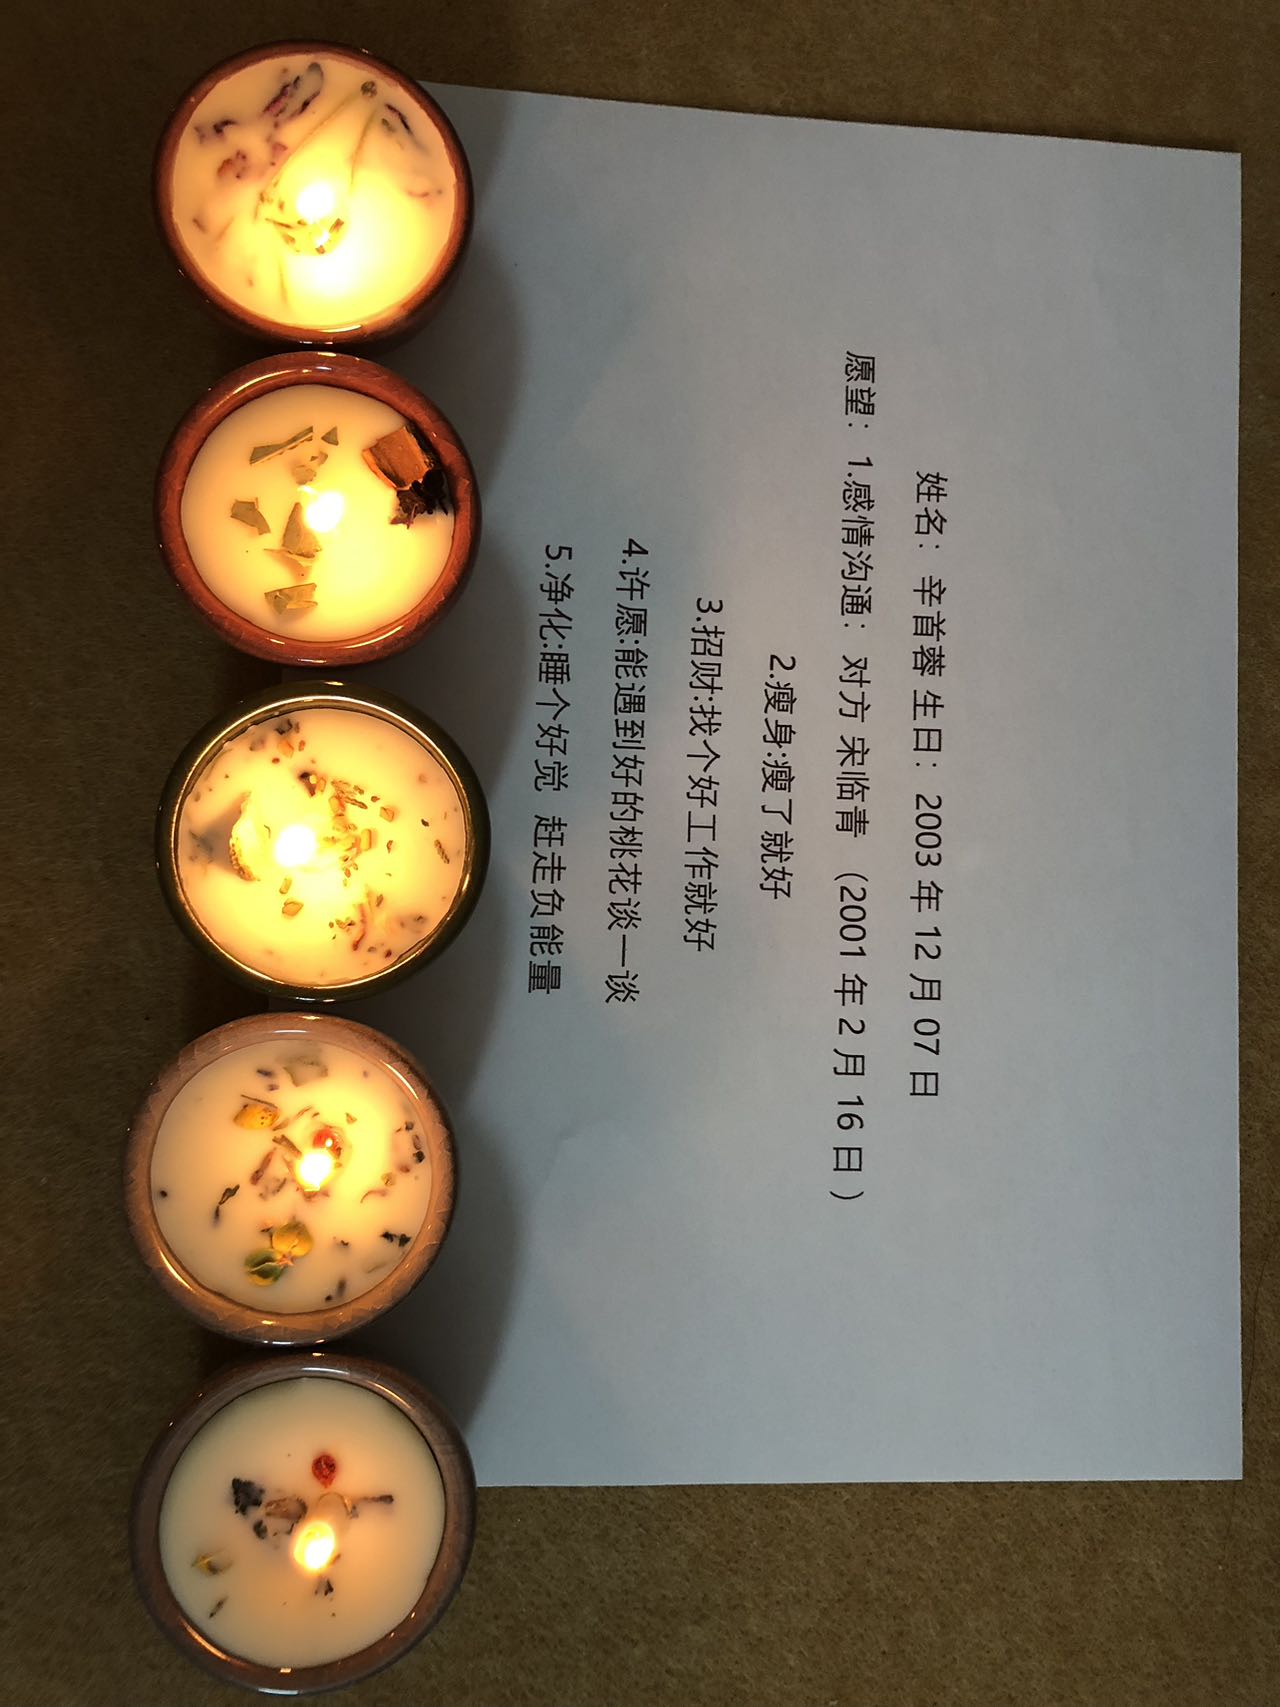 姓名：辛首蓉 生日：2003 年 12 月 07 日
愿望：1.感情沟通：对方 宋临青（2001 年 2 月 16 日）
2.瘦身:瘦了就好
3.招财:找个好工作就好
4.许愿:能遇到好的桃花谈一谈
5.净化:睡个好觉 赶走负能量